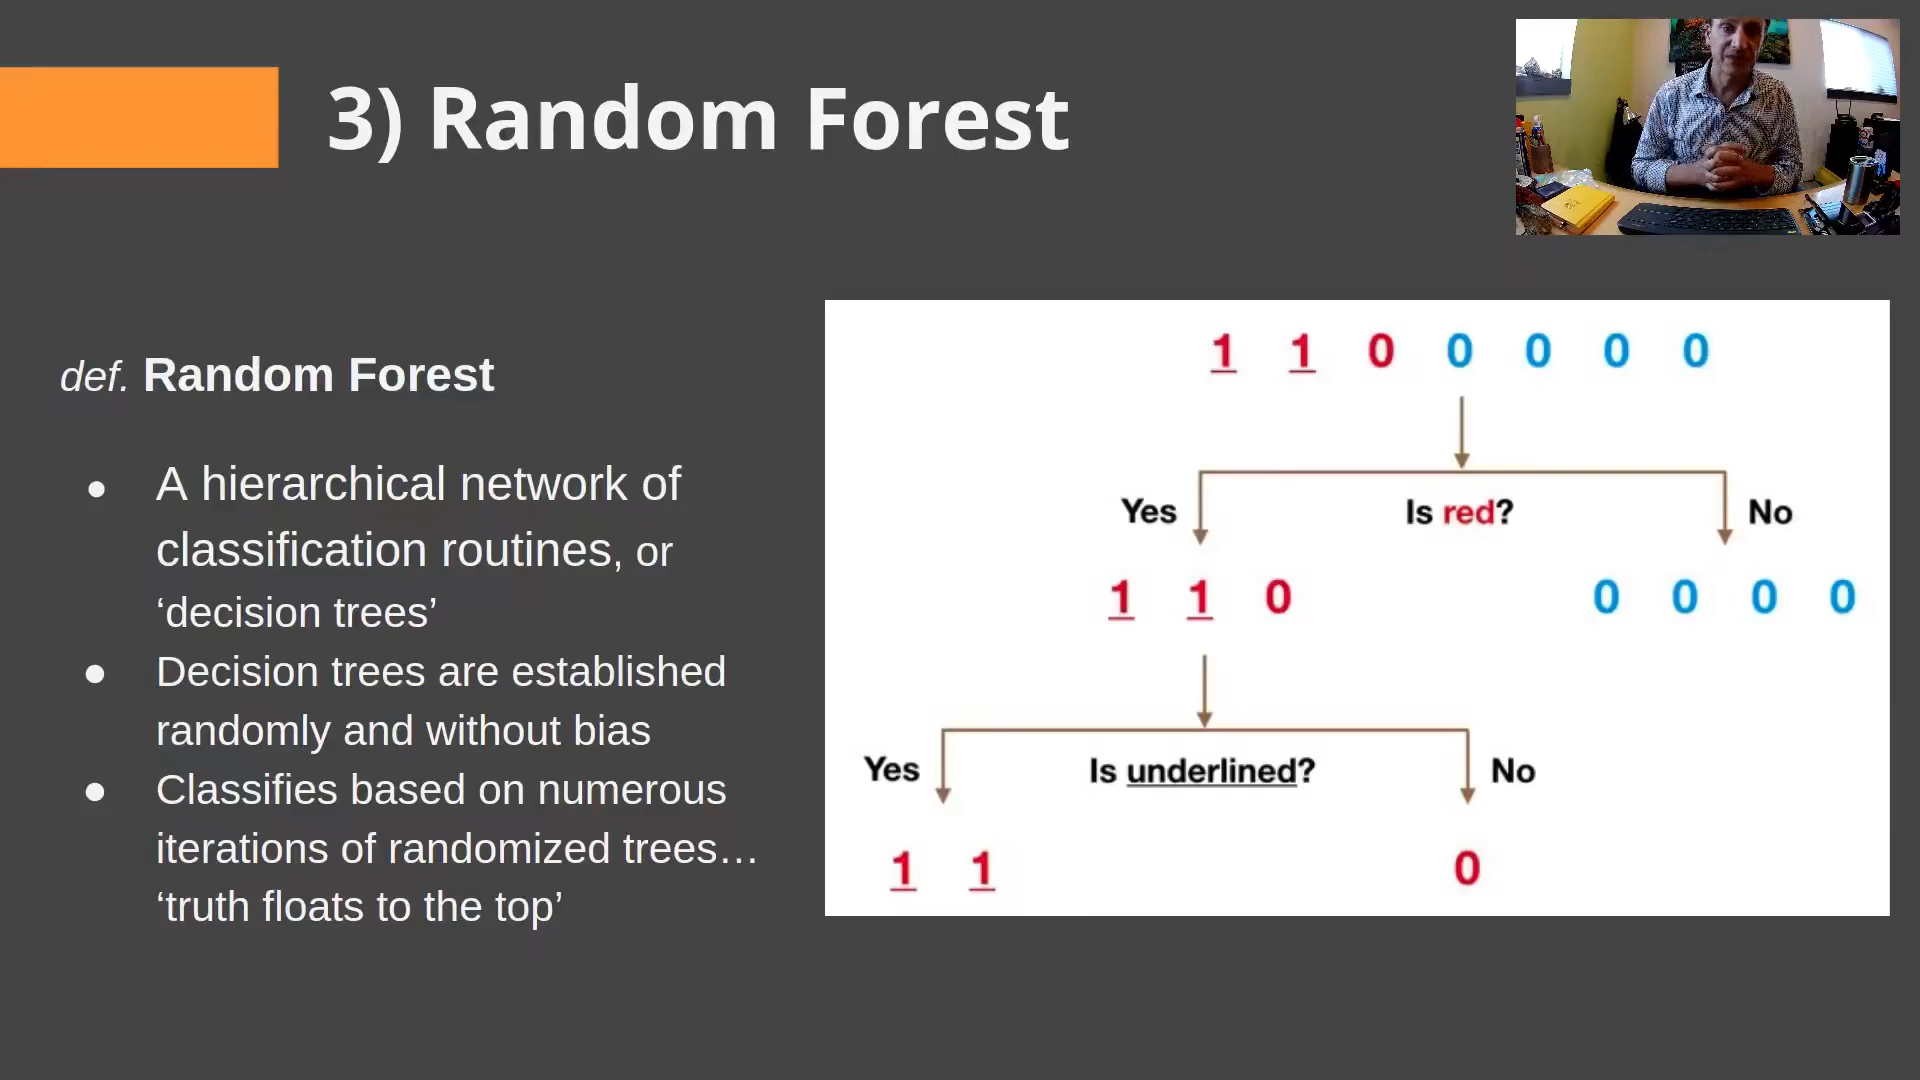 3) Random Forest
def. Random Forest
● A hierarchical network of
classification routines, or
‘decision trees’
● Decision trees are established
randomly and without bias
● Classifies based on numerous
iterations of randomized trees…
‘truth floats to the top’
1 1 0 0 0 0 0
Yes Is red? No
1 1 0 0 0 0 0
Yes Is underlined? No
1 1 0